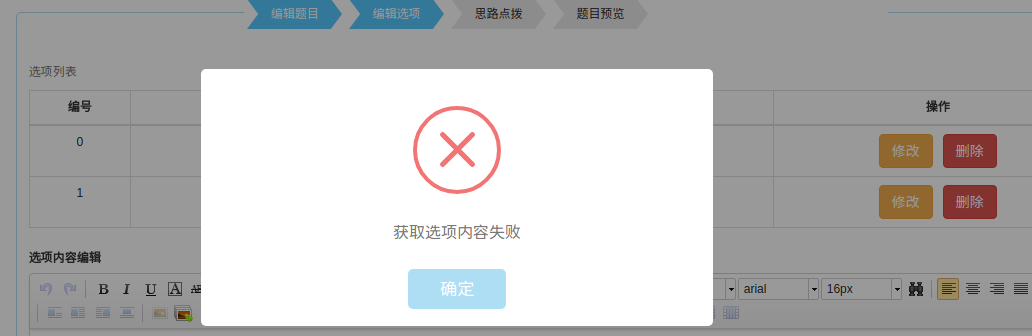 编辑题目 编辑选项 思路点拨 题目预览
选项列表
编号 操作
0 修改 删除
1 修改 删除
获取选项内容失败
选项内容编辑
确定
B I U A AB arial 16px